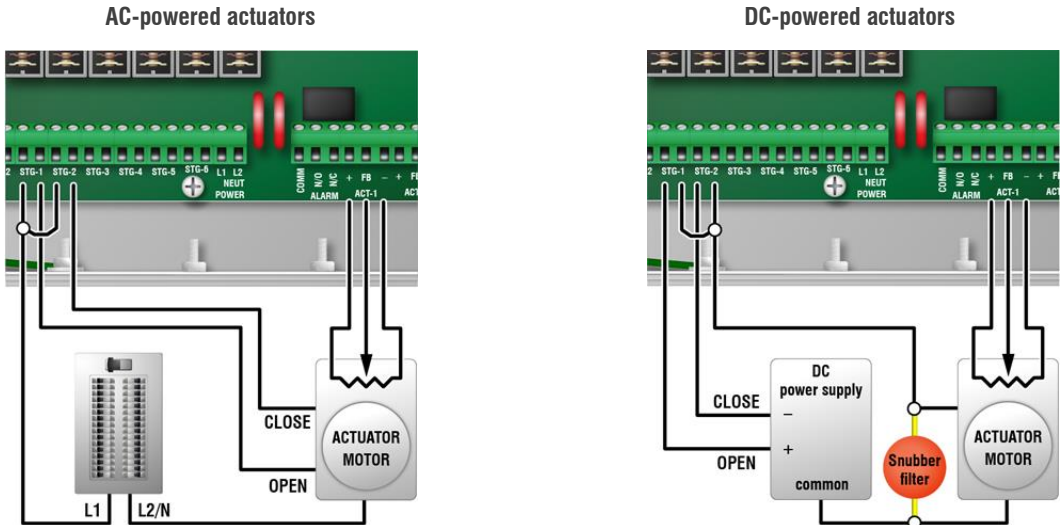 AC-powered actuators
2 STG-1 STG-2 STG-3 STG-4 STG-5 STG-6 L1 L2
NEUT
POWER
COMM N/O N/C + FB − +
ALARM ACT-1
CLOSE
OPEN
ACTUATOR
MOTOR
L1 L2/N
DC-powered actuators
2 STG-1 STG-2 STG-3 STG-4 STG-5 STG-6 L1 L2
NEUT
POWER
COMM N/O N/C + FB − +
ALARM ACT-1
DC
power supply
CLOSE −
OPEN +
common
Snubber
filter
ACTUATOR
MOTOR